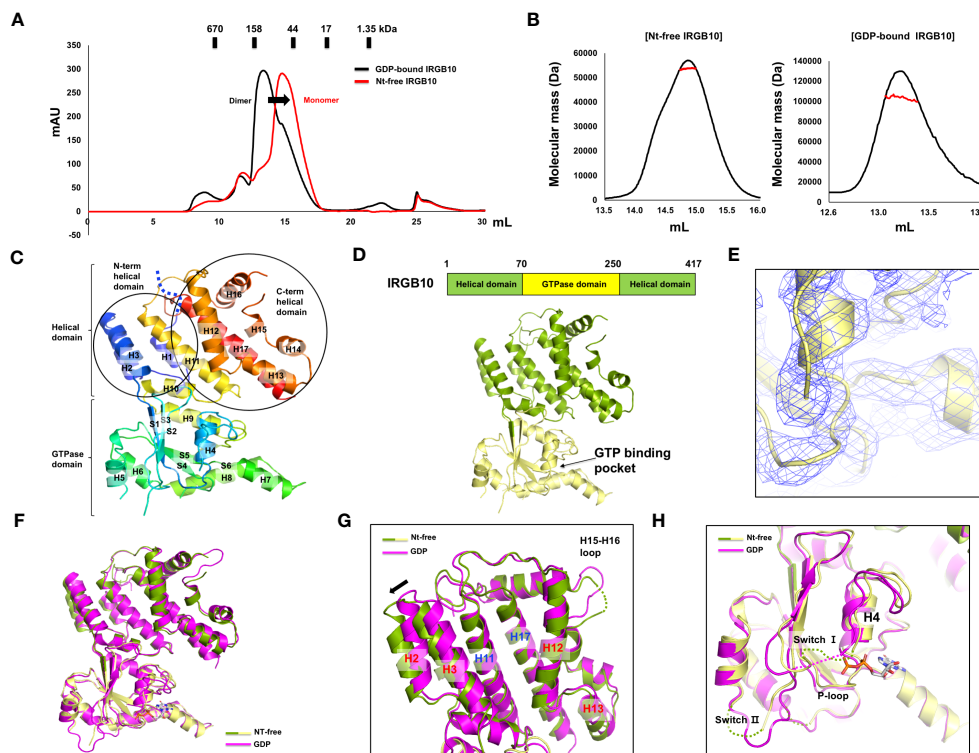 A
670 158 44 17 1.35 kDa
350
300
250
200
150
100
50
0
-50
mAU
GDP-bound IRGB10
Nt-free IRGB10
Dimer
Monomer
0 5 10 15 20 25 30
mL
B
[Nt-free IRGB10]
Molecular mass (Da)
60000
50000
40000
30000
20000
10000
0
13.5 14.0 14.5 15.0 15.5 16.0
mL
[GDP-bound IRGB10]
Molecular mass (Da)
140000
120000
100000
80000
60000
40000
20000
0
12.6 13.0 13.4
mL
C
N-term
helical
domain
C-term
helical
domain
Helical
domain
GTPase
domain
H16
H12
H15
H3
H1
H14
H2
H11
H17
H13
H10
H9
S1
S3
S2
H4
S5
S4
S6
H5
H6
H8
H7
D
1 70 250 417
IRGB10
Helical domain
GTPase domain
Helical domain
GTP binding
pocket
E
F
NT-free
GDP
G
Nt-free
GDP
H15-H16
loop
H2
H3
H11
H17
H12
H13
H
Nt-free
GDP
H4
Switch I
P-loop
Switch II